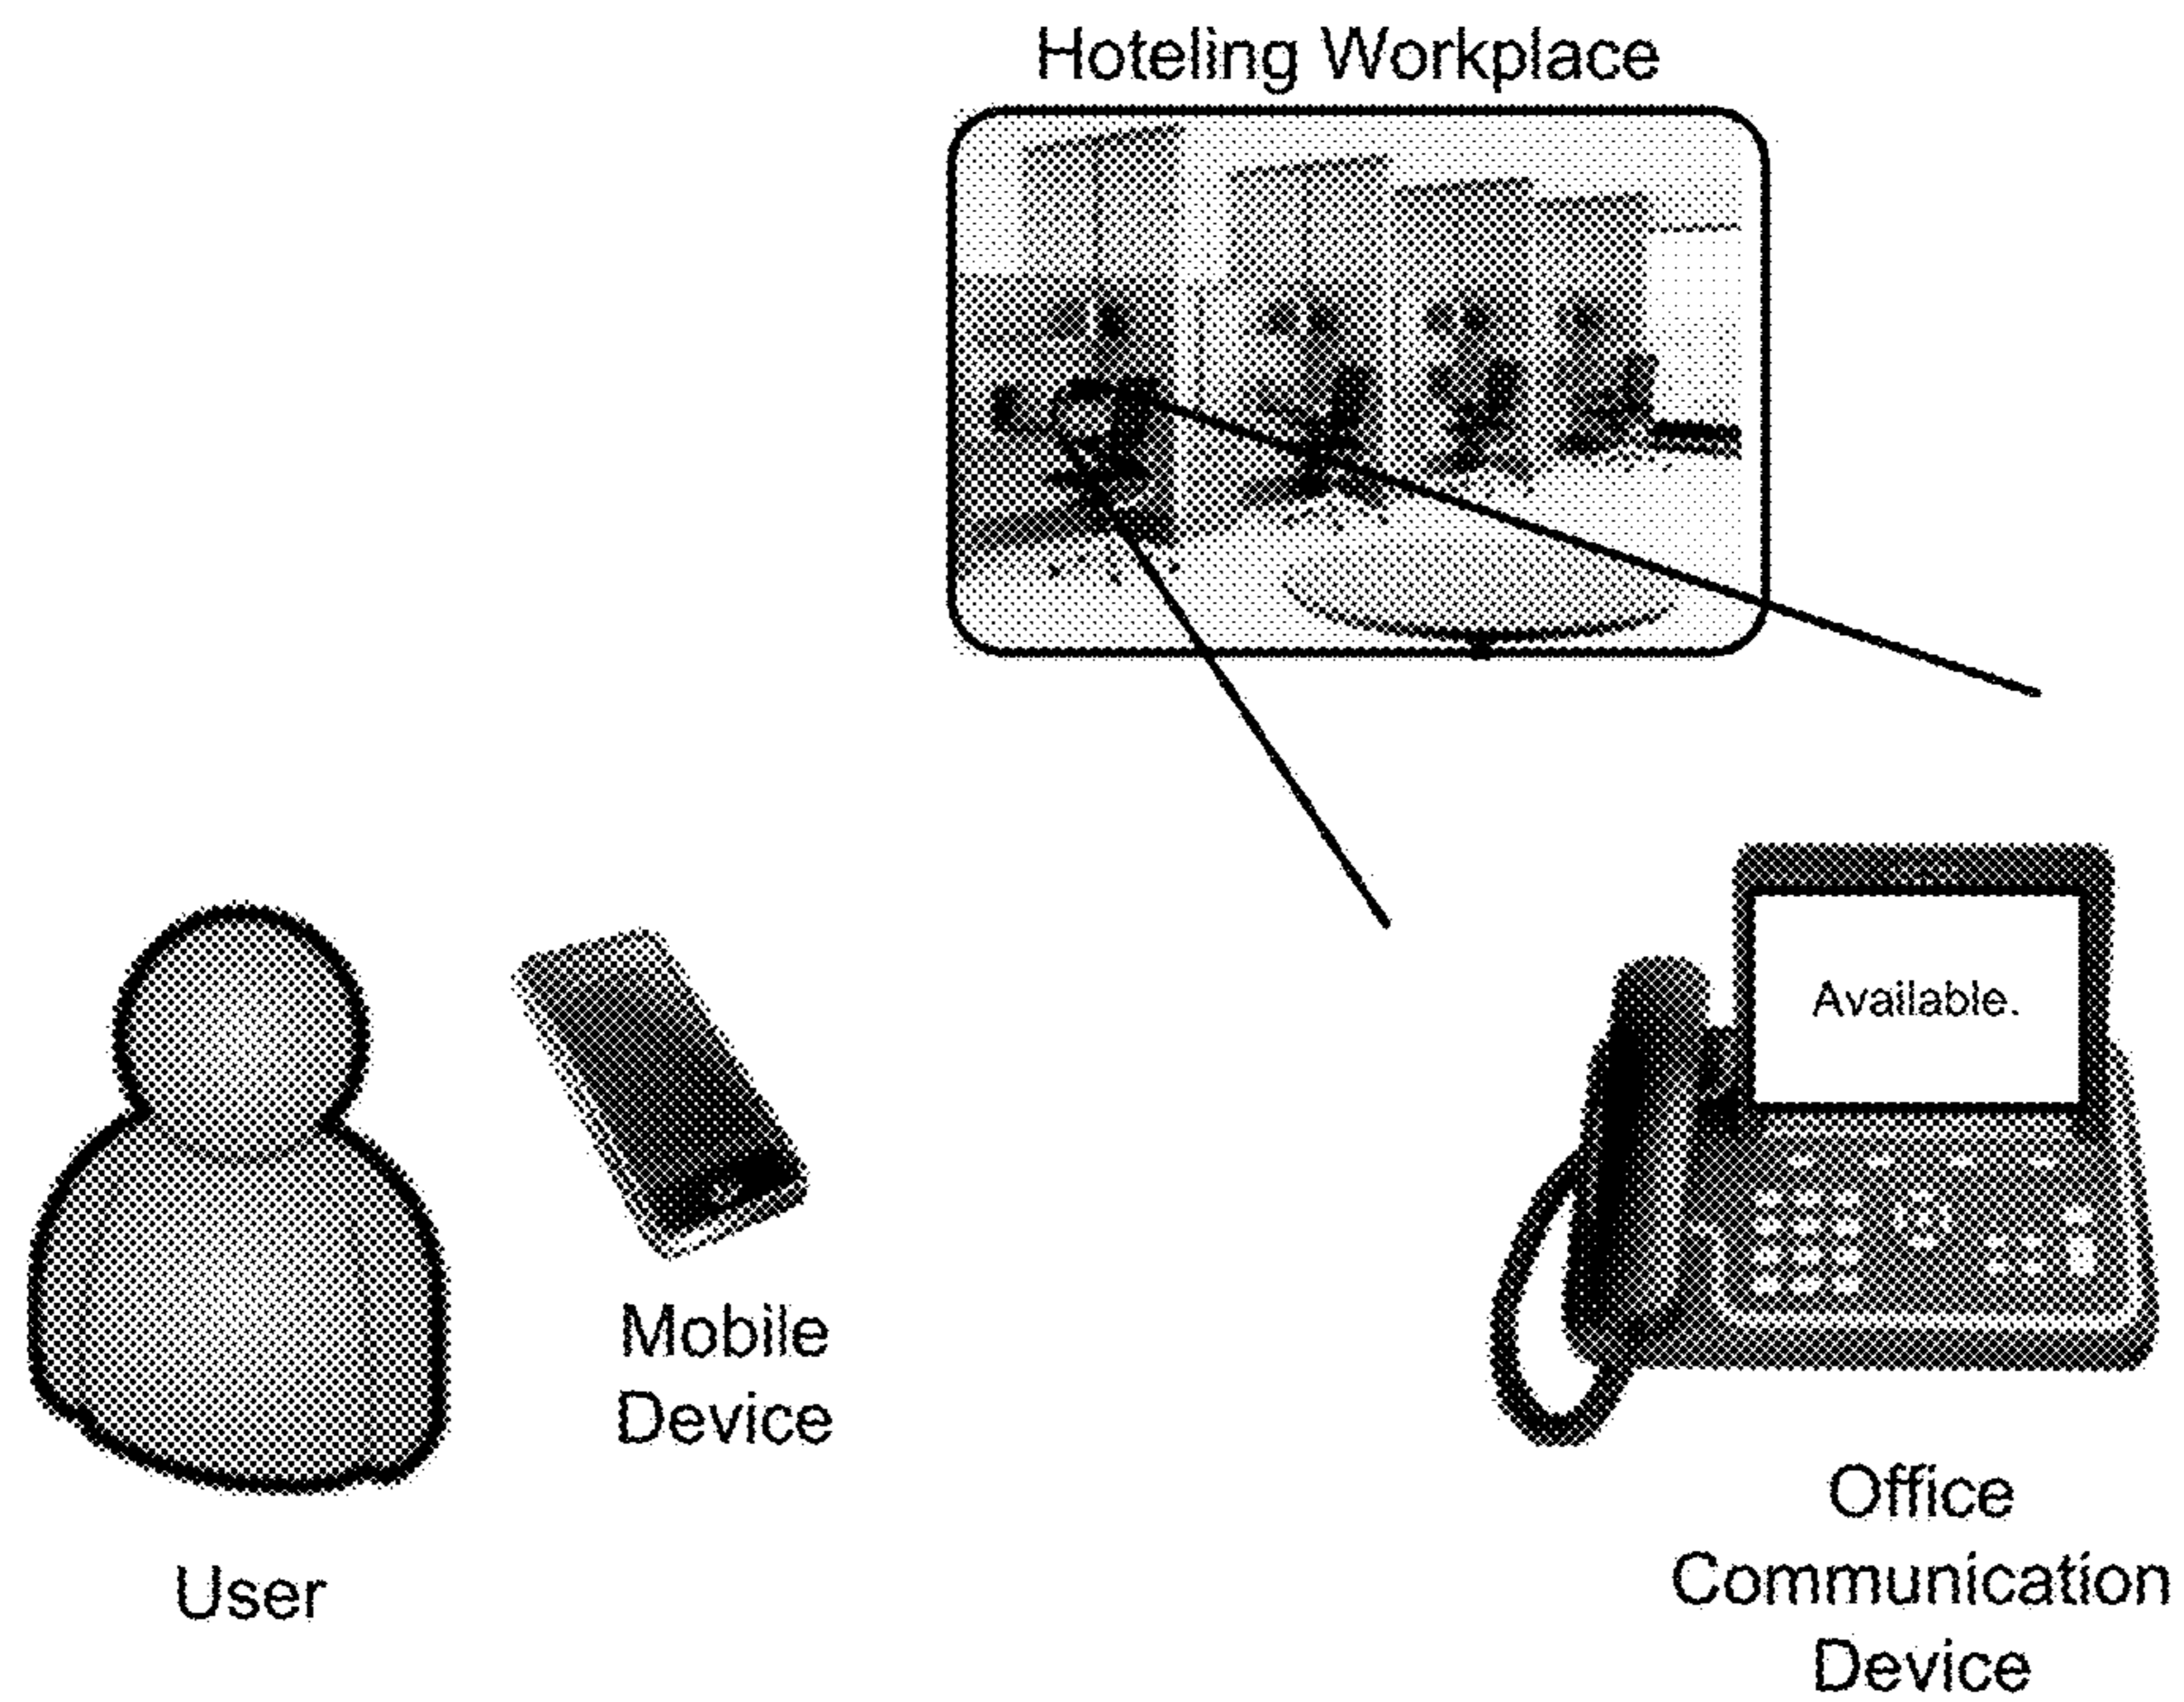 Hoteling Workplace
Available.
Mobile
Device
User
Office
Communication
Device